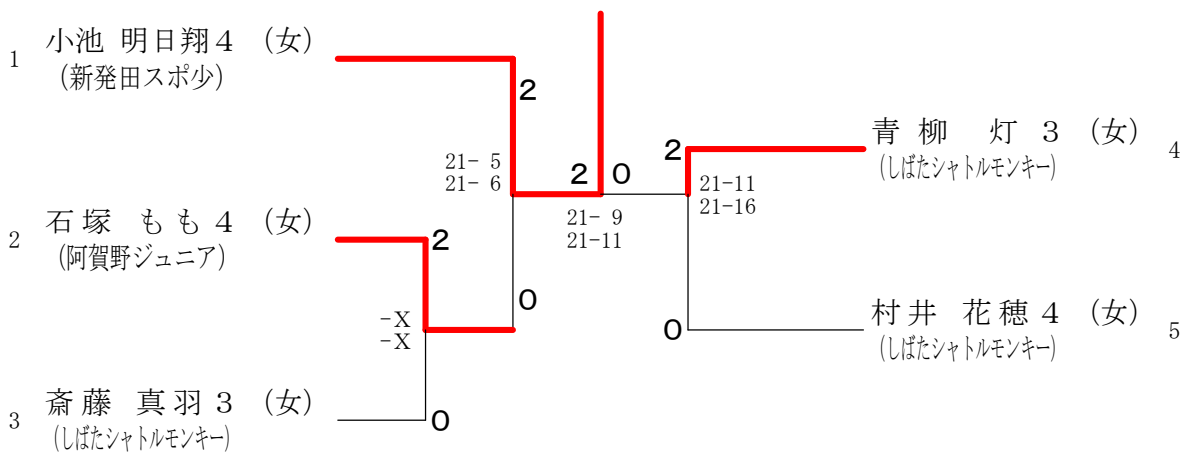 1 小池 明日翔4 (女)
(新発田スポ少)
2
21- 5
21- 6
2 石塚 もも4 (女)
(阿賀野ジュニア)
2
0
-X
-X
3 斎藤 真羽3 (女)
(しばたシャトルモンキー)
0
2 0
21- 9
21-11
青柳 灯3 (女) 4
(しばたシャトルモンキー)
2
21-11
21-16
村井 花穂4 (女) 5
(しばたシャトルモンキー)
0